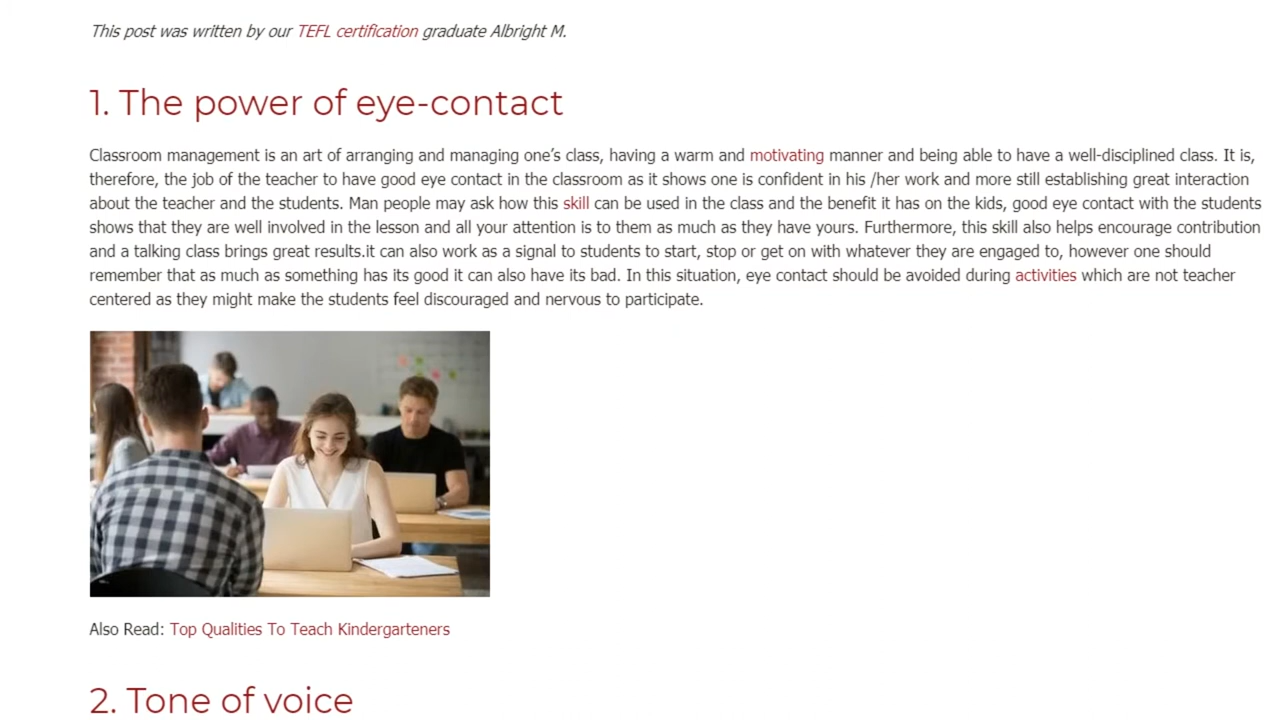 This post was written by our TEFL certification graduate Albright M.
1. The power of eye-contact
Classroom management is an art of arranging and managing one's class, having a warm and motivating manner and being able to have a well-disciplined class. It is,
therefore, the job of the teacher to have good eye contact in the classroom as it shows one is confident in his /her work and more still establishing great interaction
about the teacher and the students. Man people may ask how this skill can be used in the class and the benefit it has on the kids, good eye contact with the students
shows that they are well involved in the lesson and all your attention is to them as much as they have yours. Furthermore, this skill also helps encourage contribution
and a talking class brings great results.it can also work as a signal to students to start, stop or get on with whatever they are engaged to, however one should
remember that as much as something has its good it can also have its bad. In this situation, eye contact should be avoided during activities which are not teacher
centered as they might make the students feel discouraged and nervous to participate.
Also Read: Top Qualities To Teach Kindergarteners
2. Tone of voice